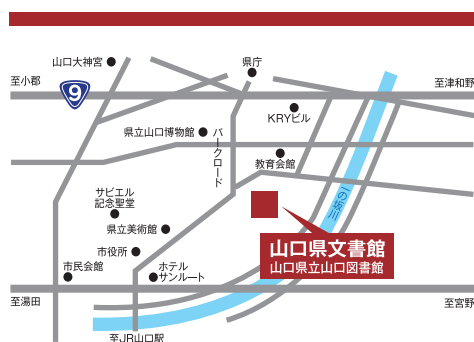 山口大神宮
県庁
至小郡
9
至津和野
KRYビル
県立山口博物館
パークロード
教育会館
サビエル
記念聖堂
一の坂川
県立美術館
山口県文書館
山口県立山口図書館
市役所
市民会館
ホテル
サンルート
至湯田
至宮野
至JR山口駅